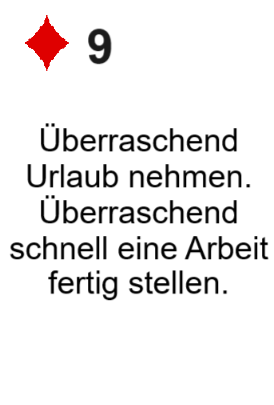 9
Überraschend
Urlaub nehmen.
Überraschend
schnell eine Arbeit
fertig stellen.